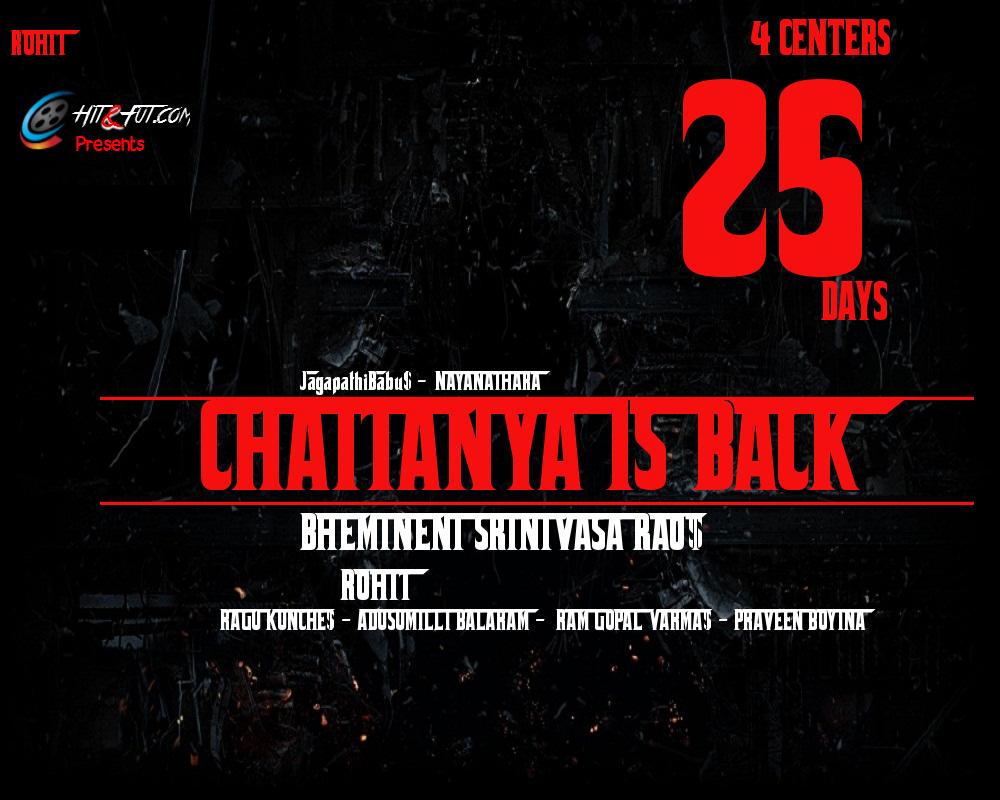 ROHIT
HIT&FUT.COM
Presents
4 CENTERS
25
DAYS
JagapathiBabu$ - NAYANATHARA
CHAITANYA IS BACK
BHEMINENI SRINIVASA RAO$
ROHIT
RAGU KUNCHE$ - ADUSUMILLI BALARAM - RAM GOPAL VARMA$ - PRAVEEN BOYINA